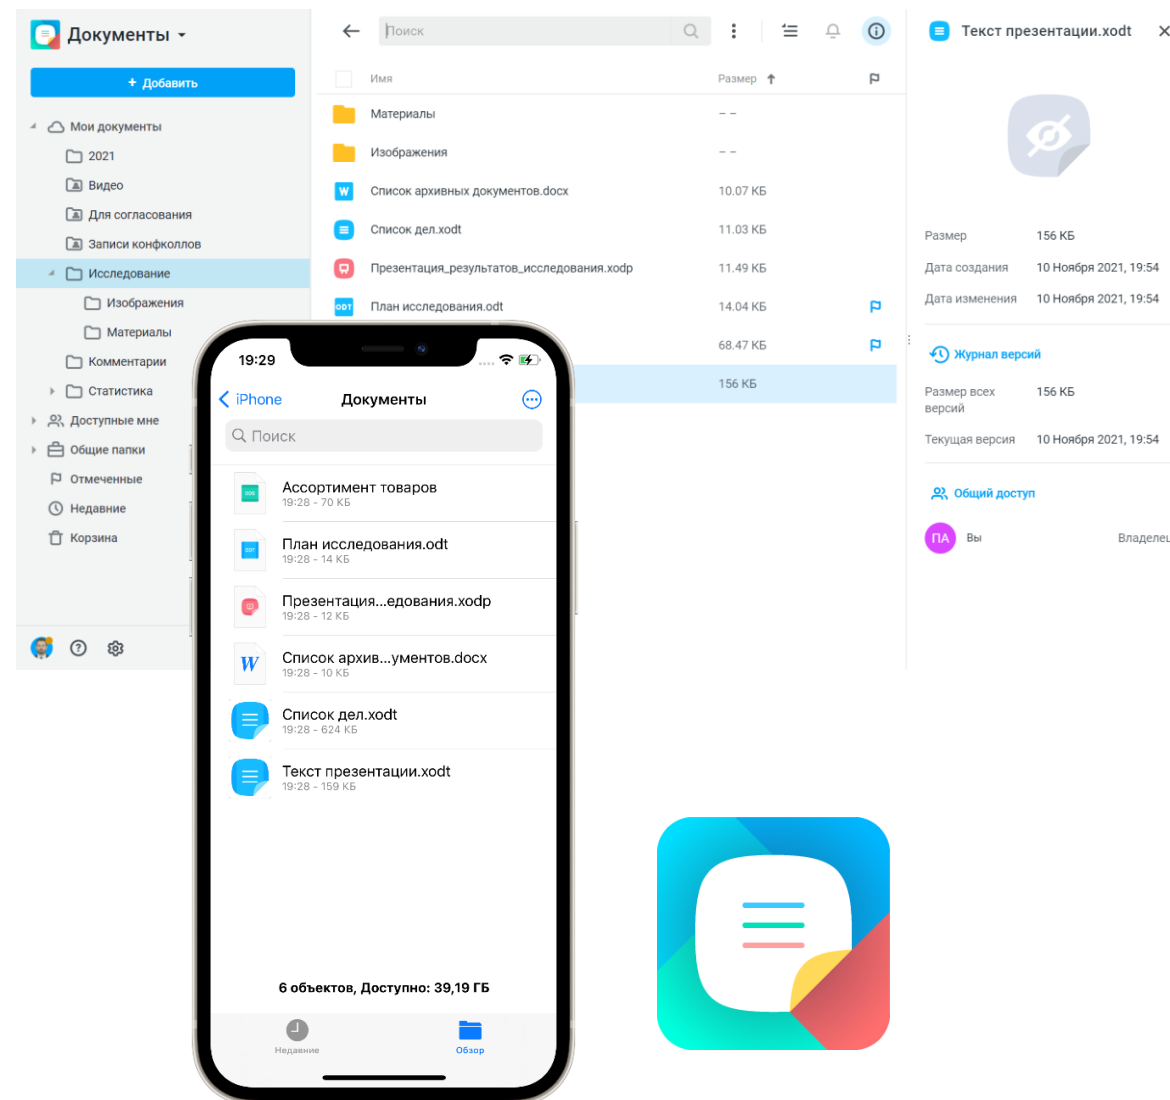 Документы
+ Добавить
Мои документы
2021
Видео
Для согласования
Записи конфколлов
Исследование
Изображения
Материалы
Комментарии
Статистика
Доступные мне
Общие папки
Отмеченные
Недавние
Корзина
Поиск
Имя Размер
Материалы – –
Изображения – –
Список архивных документов.docx 10.07 КБ
Список дел.xodt 11.03 КБ
Презентация_результатов_исследования.xodp 11.49 КБ
ODT План исследования.odt 14.04 КБ
68.47 КБ
156 КБ
Текст презентации.xodt
Размер 156 КБ
Дата создания 10 Ноября 2021, 19:54
Дата изменения 10 Ноября 2021, 19:54
Журнал версий
Размер всех версий 156 КБ
Текущая версия 10 Ноября 2021, 19:54
Общий доступ
ПА Вы Владелец
19:29
iPhone Документы
Поиск
Ассортимент товаров
19:28 - 70 КБ
План исследования.odt
19:28 - 14 КБ
Презентация...едования.xodp
19:28 - 12 КБ
W Список архив...ументов.docx
19:28 - 10 КБ
Список дел.xodt
19:28 - 624 КБ
Текст презентации.xodt
19:28 - 159 КБ
6 объектов, Доступно: 39,19 ГБ
Недавние Обзор